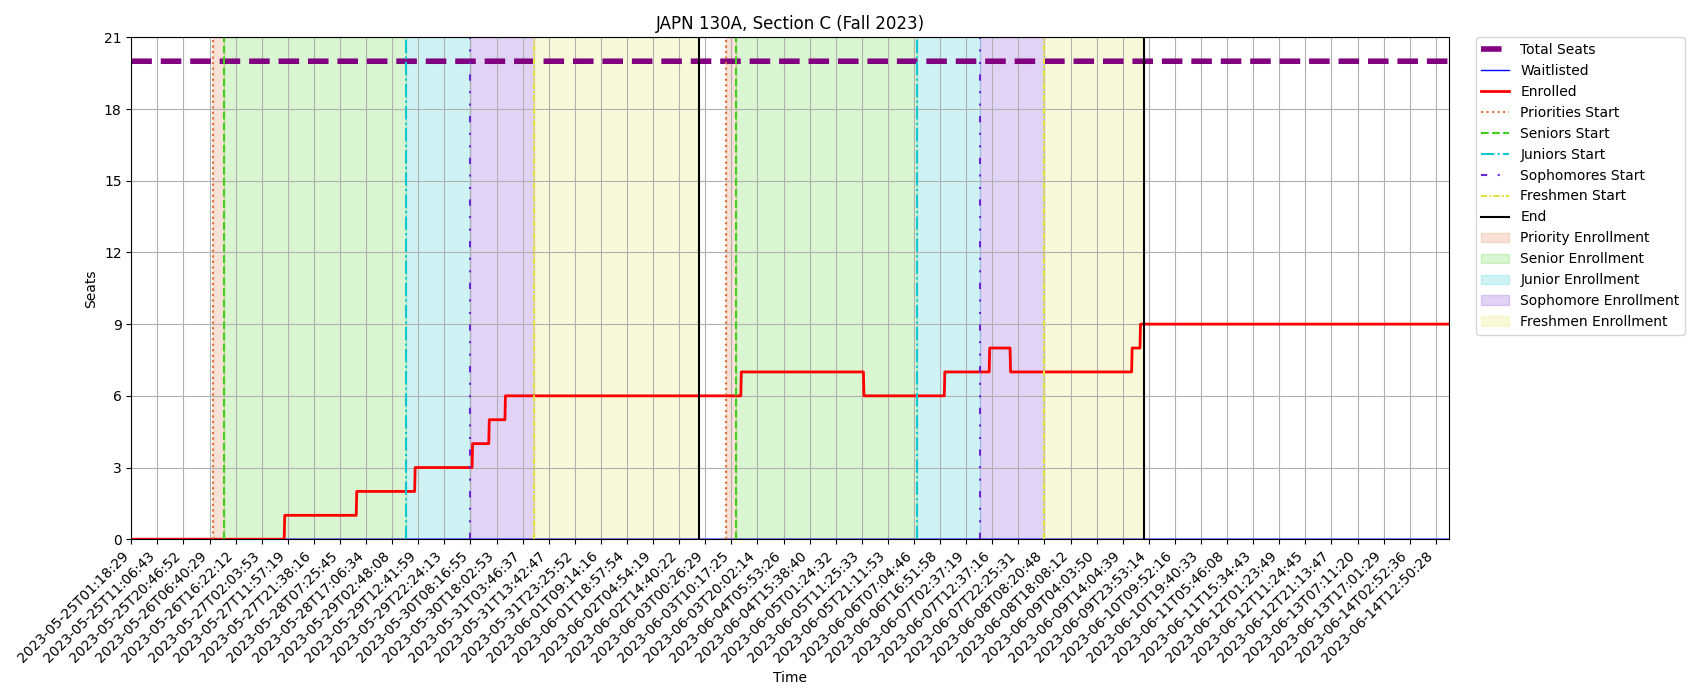 JAPN 130A, Section C (Fall 2023)
Seats
21
18
15
12
9
6
3
0
2023-05-25T01:18:29
2023-05-25T11:06:43
2023-05-25T20:46:52
2023-05-26T06:40:29
2023-05-26T16:22:12
2023-05-27T02:03:53
2023-05-27T11:57:19
2023-05-27T21:38:16
2023-05-28T07:25:45
2023-05-28T17:06:34
2023-05-29T02:48:08
2023-05-29T12:41:59
2023-05-29T22:24:13
2023-05-30T08:16:55
2023-05-30T18:02:53
2023-05-31T03:46:37
2023-05-31T13:42:47
2023-05-31T23:25:52
2023-06-01T09:14:16
2023-06-01T18:57:54
2023-06-02T04:54:19
2023-06-02T14:40:22
2023-06-03T00:26:29
2023-06-03T10:17:25
2023-06-03T20:02:14
2023-06-04T05:53:26
2023-06-04T15:38:40
2023-06-05T01:24:32
2023-06-05T11:25:33
2023-06-05T21:11:53
2023-06-06T07:04:46
2023-06-06T16:51:58
2023-06-07T02:37:19
2023-06-07T12:37:16
2023-06-07T22:25:31
2023-06-08T08:20:48
2023-06-08T18:08:12
2023-06-09T04:03:50
2023-06-09T14:04:39
2023-06-09T23:53:14
2023-06-10T09:52:16
2023-06-10T19:40:33
2023-06-11T05:46:08
2023-06-11T15:34:43
2023-06-12T01:23:49
2023-06-12T11:24:45
2023-06-12T21:13:47
2023-06-13T07:11:20
2023-06-13T17:01:29
2023-06-14T02:52:36
2023-06-14T12:50:28
Time
Total Seats
Waitlisted
Enrolled
Priorities Start
Seniors Start
Juniors Start
Sophomores Start
Freshmen Start
End
Priority Enrollment
Senior Enrollment
Junior Enrollment
Sophomore Enrollment
Freshmen Enrollment